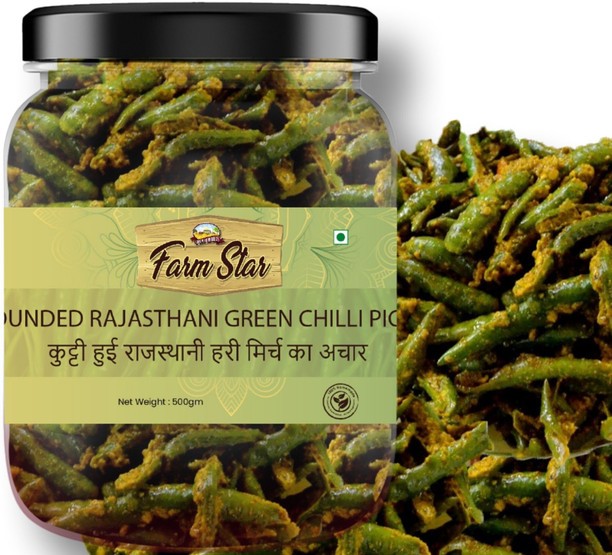 Farm Star
OUNDED RAJASTHANI GREEN CHILLI PIC
कुट्टी हुई राजस्थानी हरी मिर्च का अचार
Net Weight : 500gm